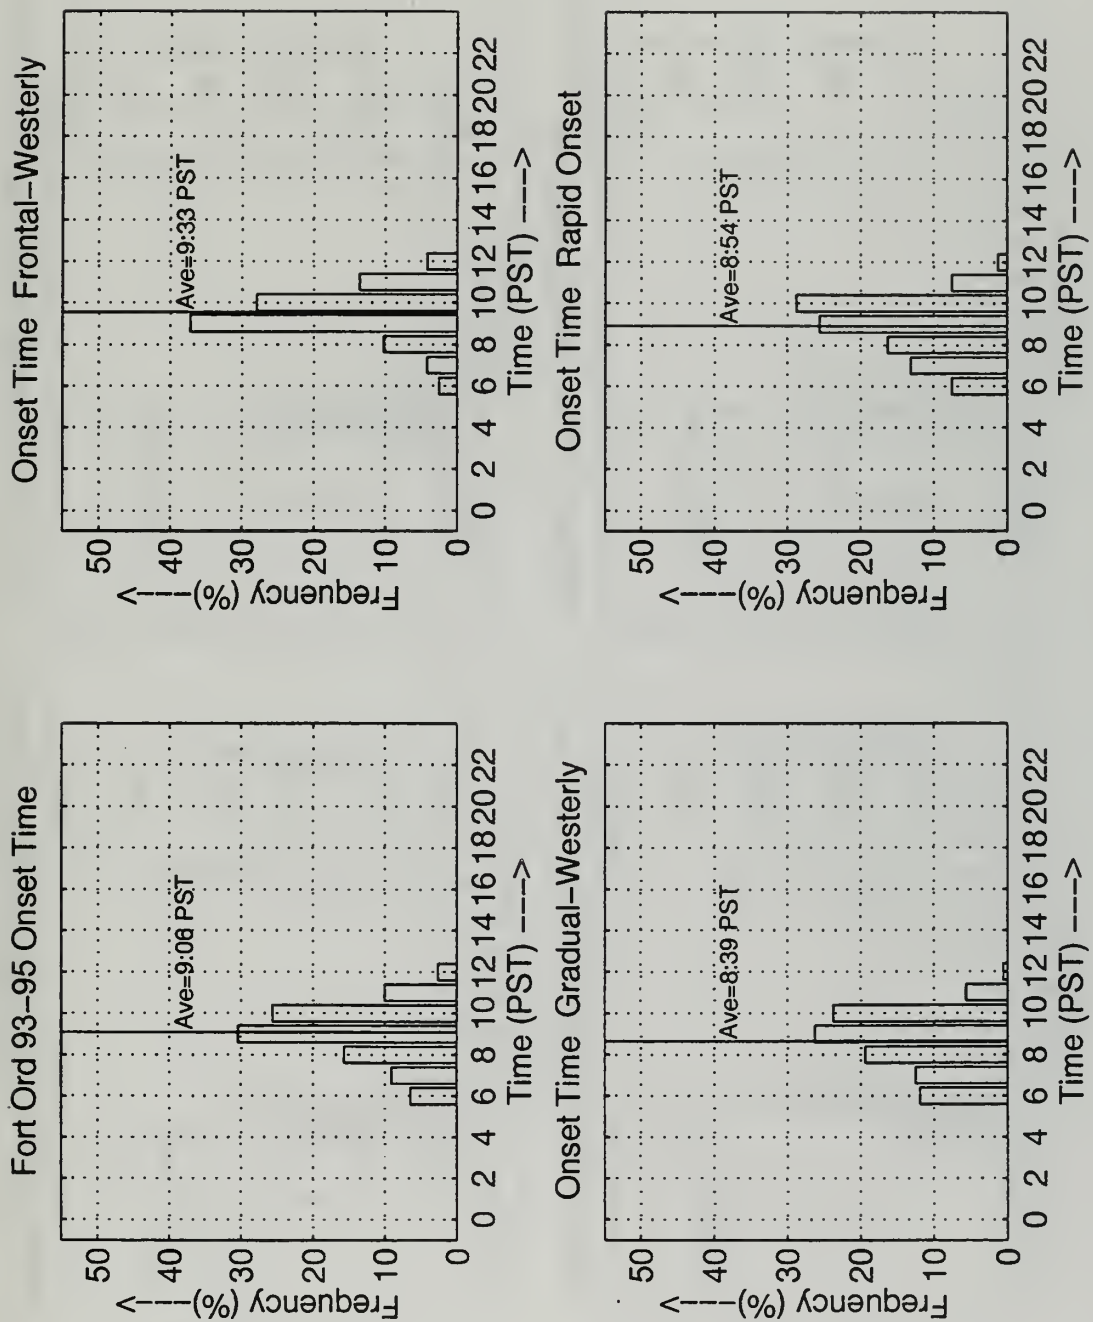 Fort Ord 93–95 Onset Time
50
40
30
20
10
0
Frequency (%) ––––>
Ave=9:06 PST
0 2 4 6 8 10 12 14 16 18 20 22
Time (PST) ––––>
Onset Time Frontal–Westerly
50
40
30
20
10
0
Frequency (%) ––––>
Ave=9:33 PST
0 2 4 6 8 10 12 14 16 18 20 22
Time (PST) ––––>
Onset Time Gradual–Westerly
50
40
30
20
10
0
Frequency (%) ––––>
Ave=8:39 PST
0 2 4 6 8 10 12 14 16 18 20 22
Time (PST) ––––>
Onset Time Rapid Onset
50
40
30
20
10
0
Frequency (%) ––––>
Ave=8:54 PST
0 2 4 6 8 10 12 14 16 18 20 22
Time (PST) ––––>